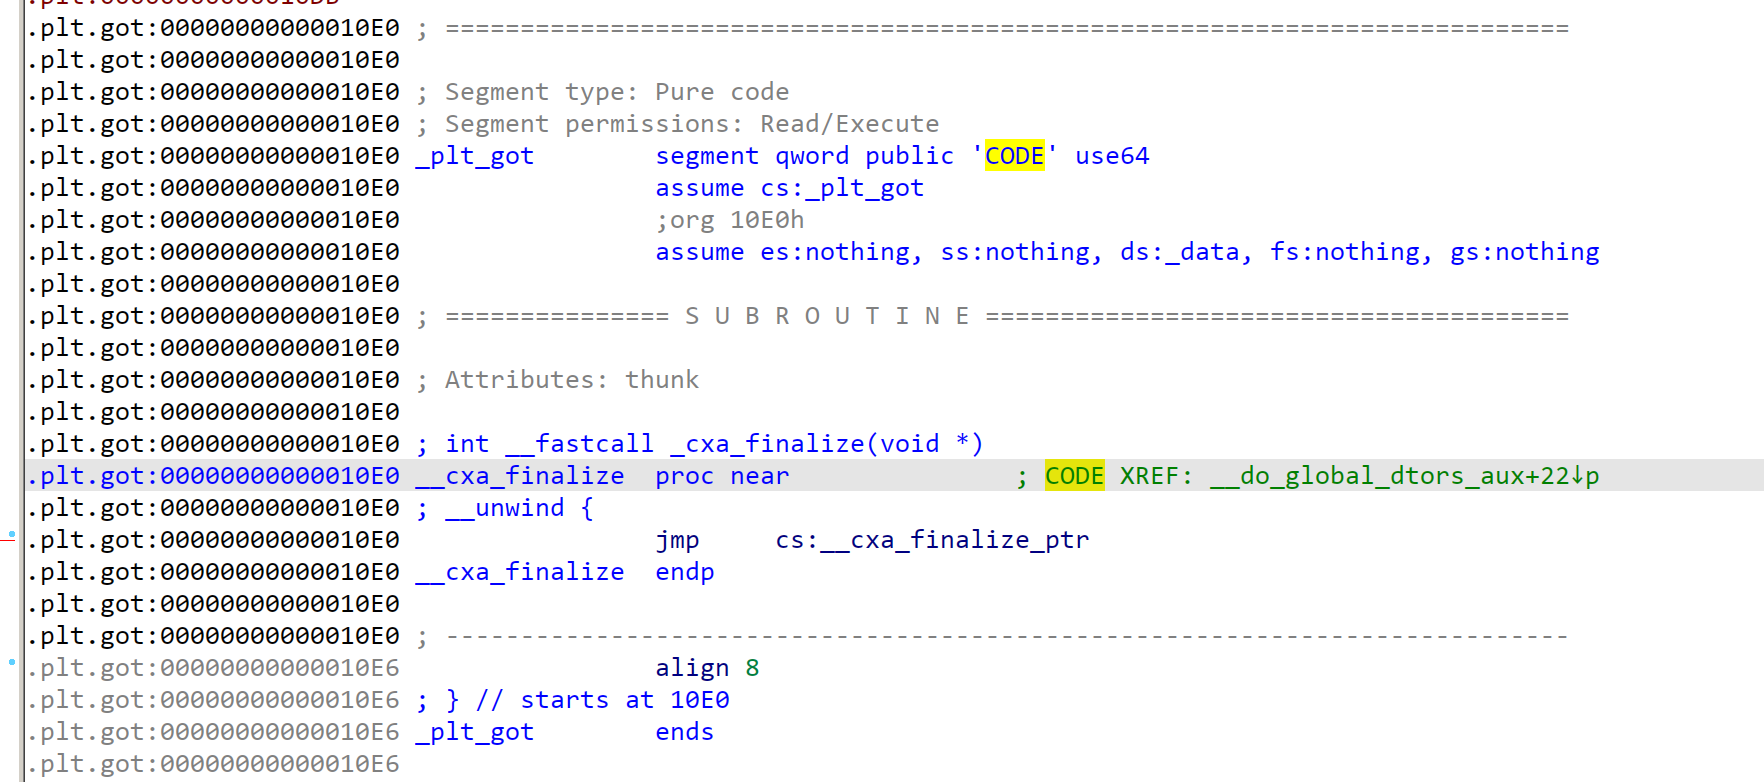 .plt.got:00000000000010E0 ; ===========================================================================
.plt.got:00000000000010E0
.plt.got:00000000000010E0 ; Segment type: Pure code
.plt.got:00000000000010E0 ; Segment permissions: Read/Execute
.plt.got:00000000000010E0 _plt_got        segment qword public 'CODE' use64
.plt.got:00000000000010E0                 assume cs:_plt_got
.plt.got:00000000000010E0                 ;org 10E0h
.plt.got:00000000000010E0                 assume es:nothing, ss:nothing, ds:_data, fs:nothing, gs:nothing
.plt.got:00000000000010E0
.plt.got:00000000000010E0 ; =============== S U B R O U T I N E =======================================
.plt.got:00000000000010E0
.plt.got:00000000000010E0 ; Attributes: thunk
.plt.got:00000000000010E0
.plt.got:00000000000010E0 ; int __fastcall _cxa_finalize(void *)
.plt.got:00000000000010E0 __cxa_finalize  proc near               ; CODE XREF: __do_global_dtors_aux+22↓p
.plt.got:00000000000010E0 ; __unwind {
.plt.got:00000000000010E0                 jmp     cs:__cxa_finalize_ptr
.plt.got:00000000000010E0 __cxa_finalize  endp
.plt.got:00000000000010E0
.plt.got:00000000000010E0 ; ---------------------------------------------------------------------------
.plt.got:00000000000010E6                 align 8
.plt.got:00000000000010E6 ; } // starts at 10E0
.plt.got:00000000000010E6 _plt_got        ends
.plt.got:00000000000010E6